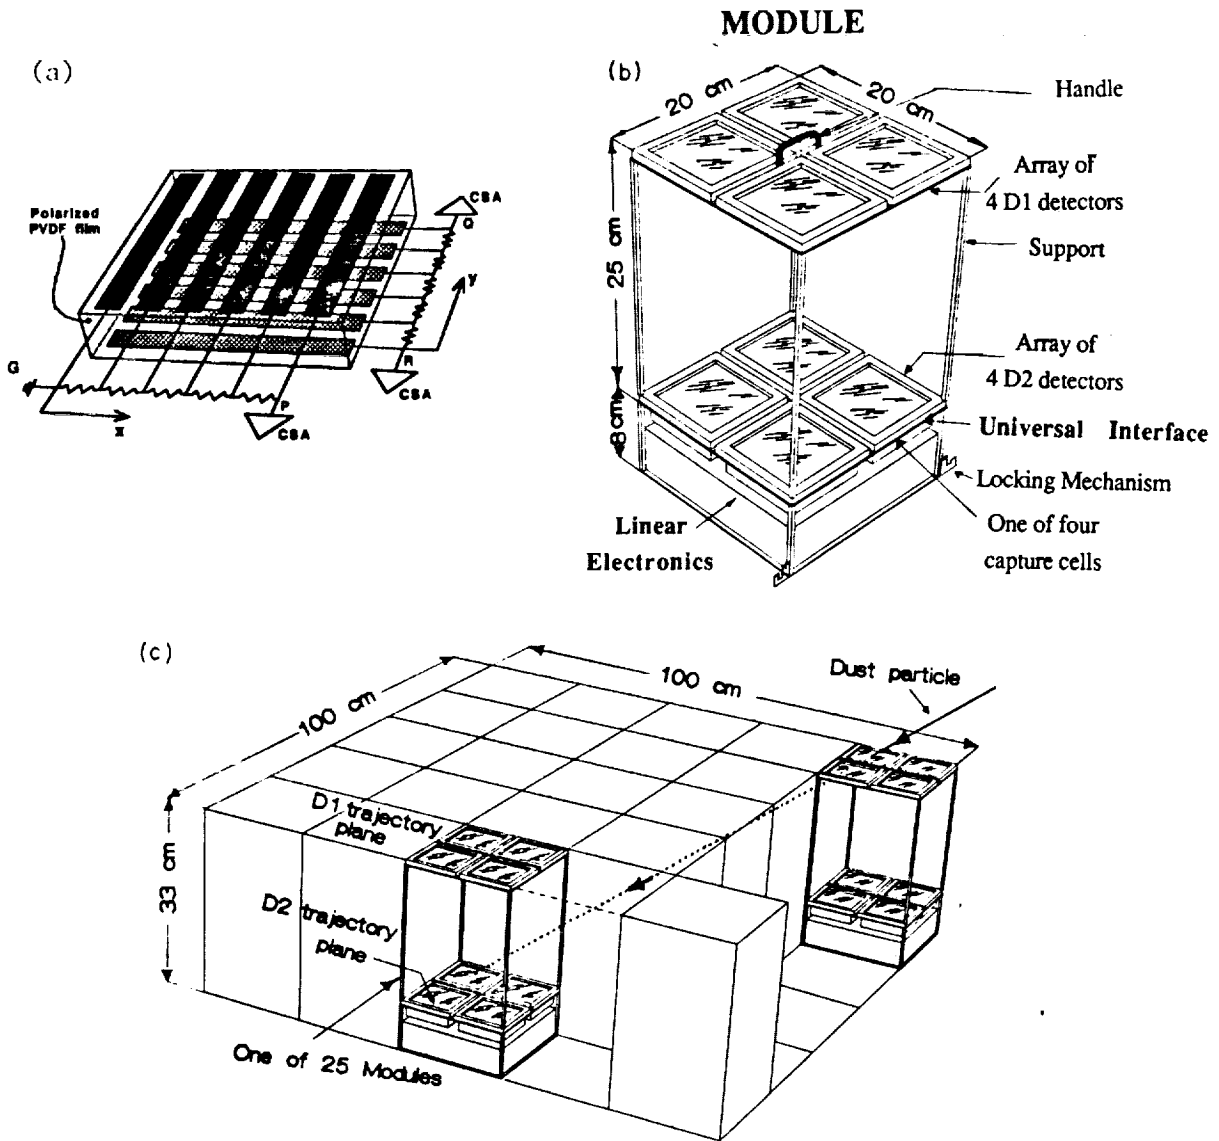 MODULE
(a)
Polarized
PVDF film
CSA
Q
y
R
CSA
G
x
P
CSA
(b)
20 cm
20 cm
Handle
Array of
4 D1 detectors
Support
25 cm
Array of
4 D2 detectors
8cm
Universal Interface
Locking Mechanism
Linear
Electronics
One of four
capture cells
(c)
100 cm
100 cm
Dust particle
D1 trajectory
plane
33 cm
D2 trajectory
plane
One of 25 Modules